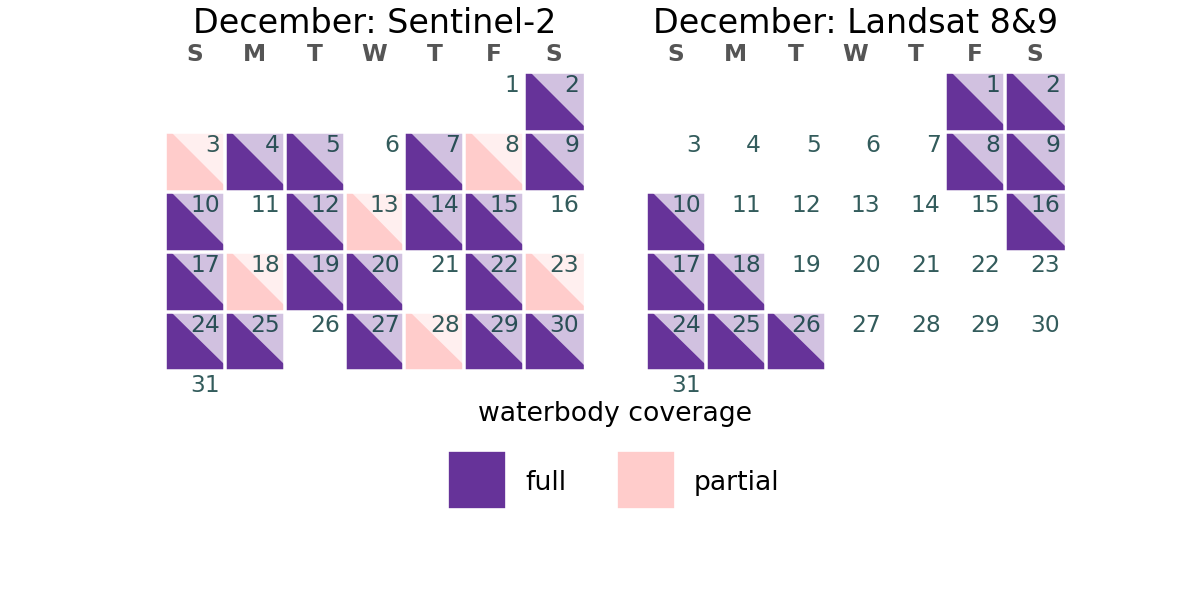 December: Sentinel-2
S M T W T F S
1 2
3 4 5 6 7 8 9
10 11 12 13 14 15 16
17 18 19 20 21 22 23
24 25 26 27 28 29 30
31
December: Landsat 8&9
S M T W T F S
1 2
3 4 5 6 7 8 9
10 11 12 13 14 15 16
17 18 19 20 21 22 23
24 25 26 27 28 29 30
31
waterbody coverage
full partial